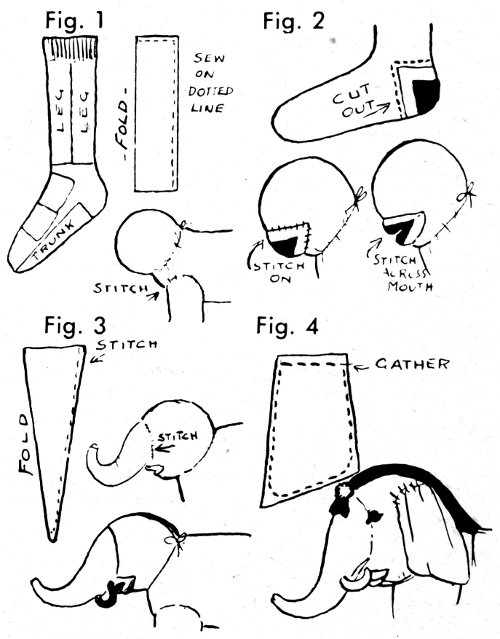 Fig. 1
LEG
LEG
TRUNK
-FOLD-
SEW
ON
DOTTED
LINE
STITCH
Fig. 2
CUT
OUT
STITCH
ON
STITCH
ACROSS
MOUTH
Fig. 3
STITCH
FOLD
STITCH
Fig. 4
GATHER